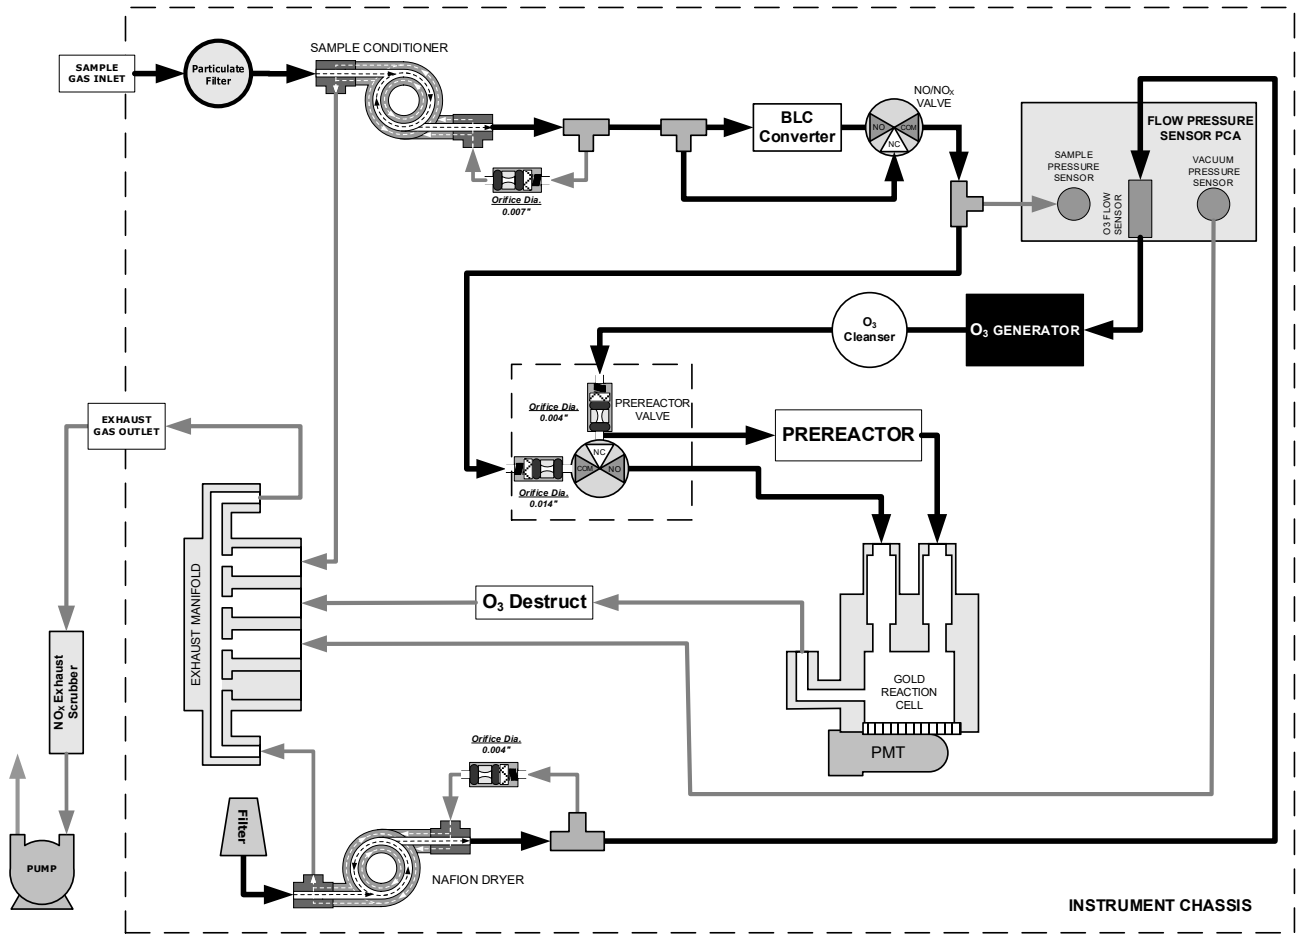 SAMPLE CONDITIONER
SAMPLE
GAS INLET
Particulate
Filter
NO/NOX
VALVE
BLC
Converter
NO
COM
NC
FLOW PRESSURE
SENSOR PCA
SAMPLE
PRESSURE
SENSOR
O3 FLOW
SENSOR
VACUUM
PRESSURE
SENSOR
Orifice Dia.
0.007"
O3
Cleanser
O3 GENERATOR
Orifice Dia.
0.004"
PREREACTOR
VALVE
PREREACTOR
NC
COM
NO
Orifice Dia.
0.014"
EXHAUST
GAS OUTLET
EXHAUST MANIFOLD
O3 Destruct
NOX Exhaust
Scrubber
GOLD
REACTION
CELL
PMT
Orifice Dia.
0.004"
Filter
PUMP
NAFION DRYER
INSTRUMENT CHASSIS